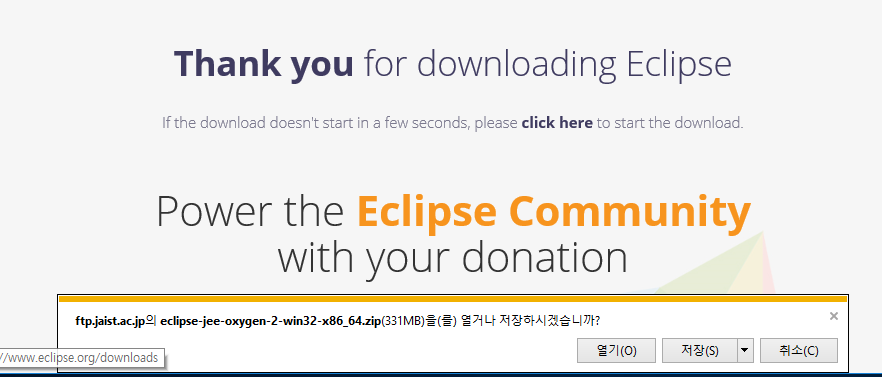 Thank you for downloading Eclipse
If the download doesn't start in a few seconds, please click here to start the download.
Power the Eclipse Community
with your donation
ftp.jaist.ac.jp의 eclipse-jee-oxygen-2-win32-x86_64.zip(331MB)을(를) 열거나 저장하시겠습니까?
열기(O) 저장(S) 취소(C)
//www.eclipse.org/downloads